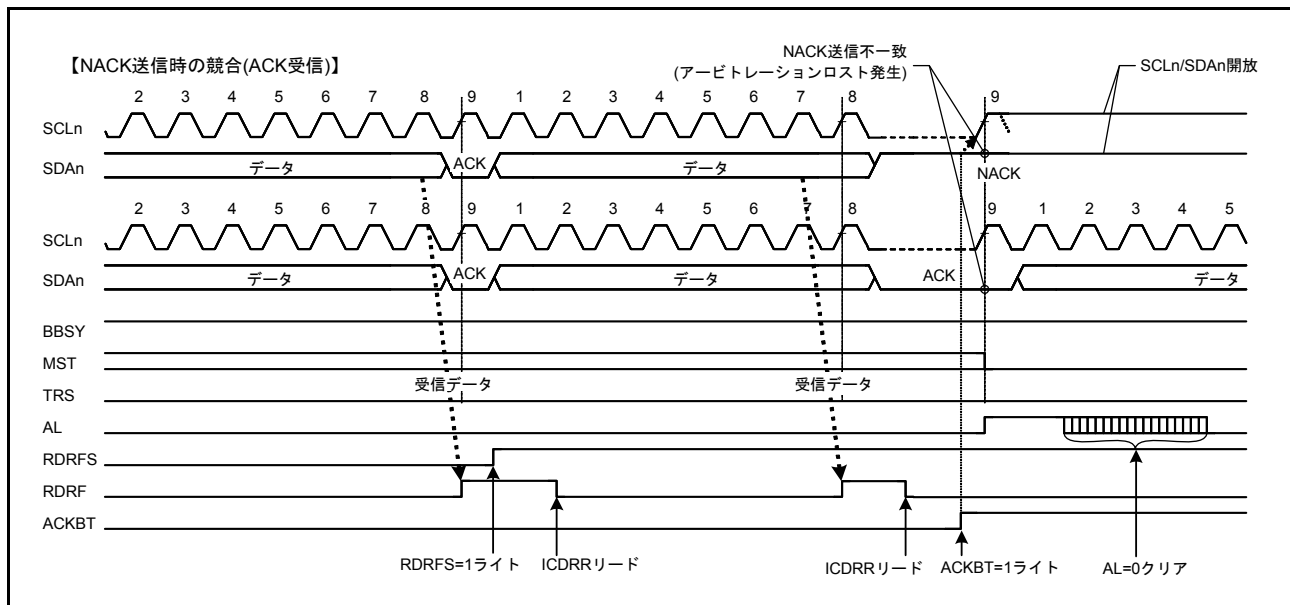 【NACK送信時の競合(ACK受信)】
NACK送信不一致
(アービトレーションロスト発生)
SCLn/SDAn開放
2 3 4 5 6 7 8 9 1 2 3 4 5 6 7 8 9
SCLn
SDAn データ ACK データ NACK
2 3 4 5 6 7 8 9 1 2 3 4 5 6 7 8 9 1 2 3 4 5
SCLn
SDAn データ ACK データ ACK データ
BBSY
MST
受信データ 受信データ
TRS
AL
RDRFS
RDRF
ACKBT
RDRFS=1ライト ICDRRリード ICDRRリード ACKBT=1ライト AL=0クリア